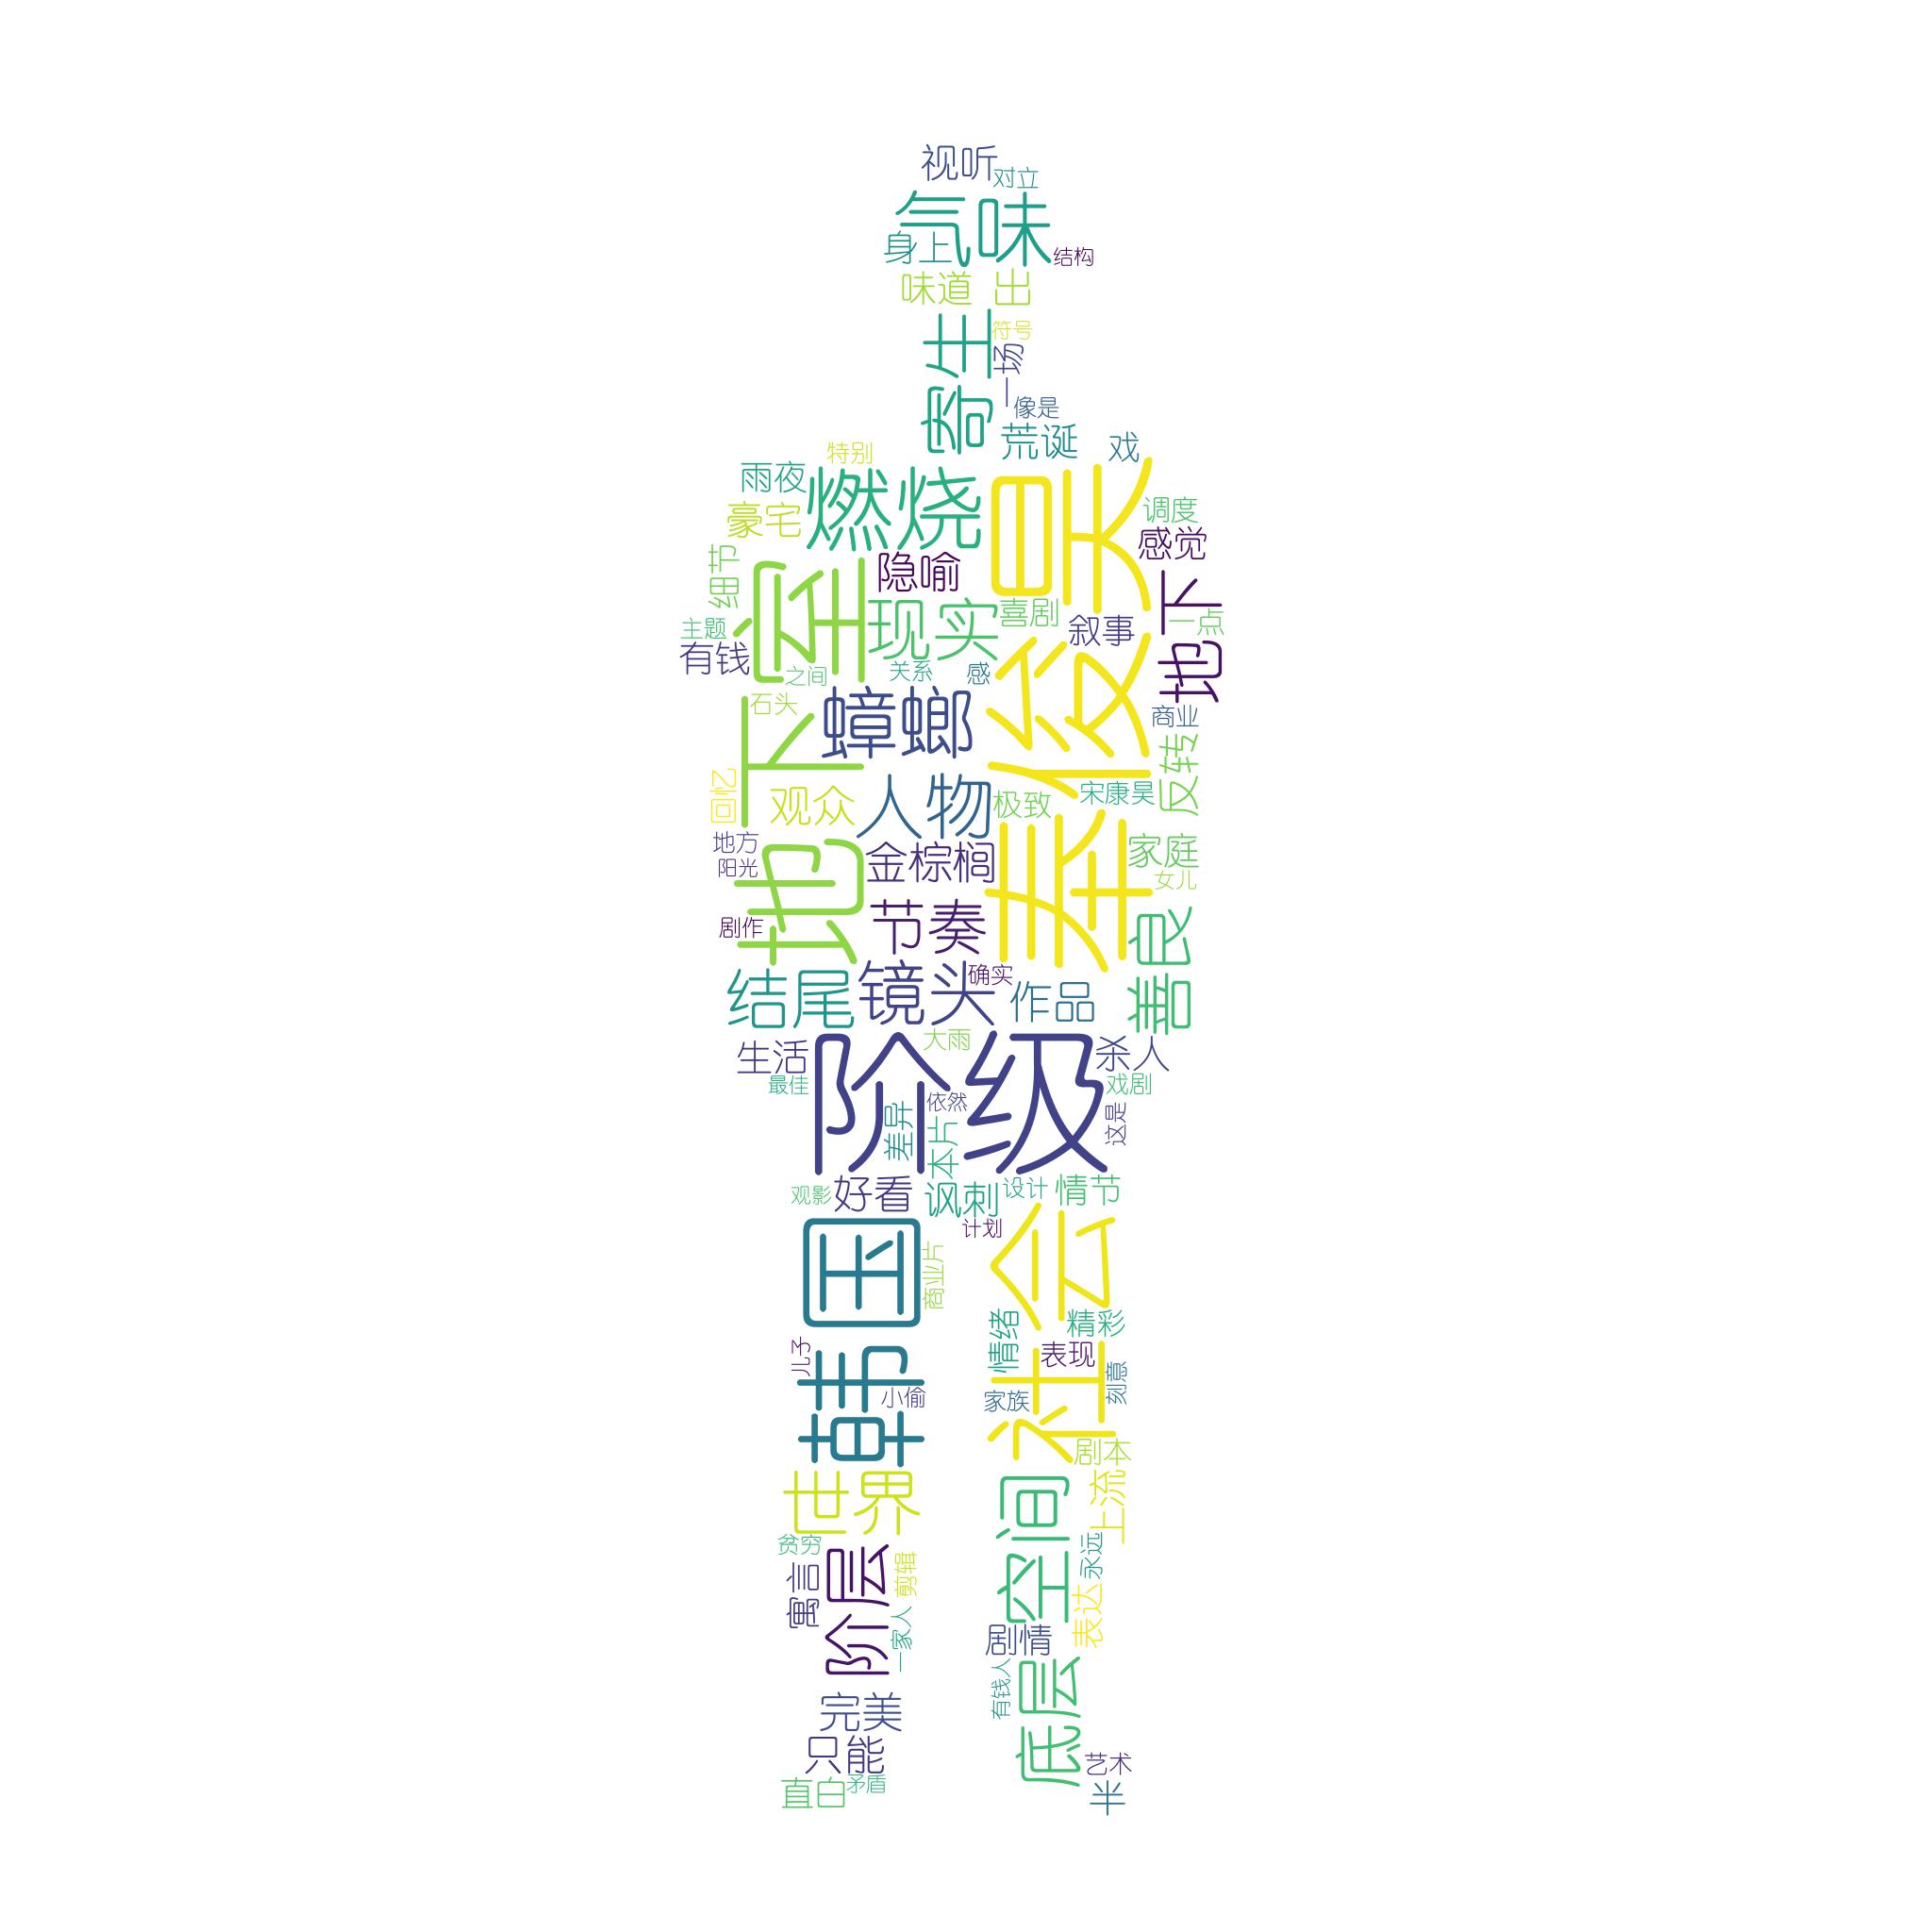 视听
对立
气味
身上
结构
味道
出
寄生
符号
一场
像是
荒诞
戏
特别
雨夜
燃烧
奉俊昊
豪宅
调度
感觉
细节
地下室
隐喻
地下
现实
喜剧
叙事
一点
主题
有钱
之间
关系
感
石头
蟑螂
商业
反转
回忆
观众
人物
极致
宋康昊
地方
阳光
金棕榈
家庭
女儿
剧作
节奏
善良
结尾
镜头
确实
作品
生活
大雨
杀人
最佳
阶级
戏剧
依然
差异
本片
这是
观影
好看
讽刺
设计
情节
计划
韩国
商业片
社会
情绪
精彩
儿子
表现
刻意
小偷
家族
剧本
世界
空间
上流
贫穷
阶层
剪辑
永远
寓言
表达
一家人
剧情
有钱人
底层
完美
只能
艺术
直白
矛盾
半